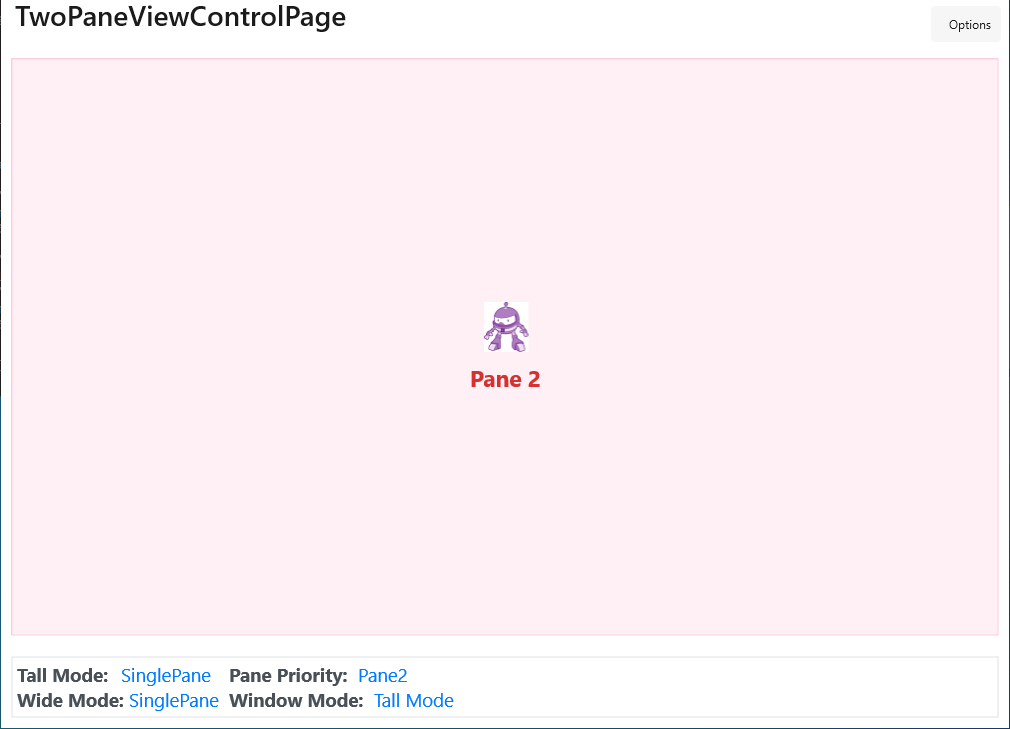 TwoPaneViewControlPage
Options
Pane 2
Tall Mode: SinglePane Pane Priority: Pane2
Wide Mode: SinglePane Window Mode: Tall Mode